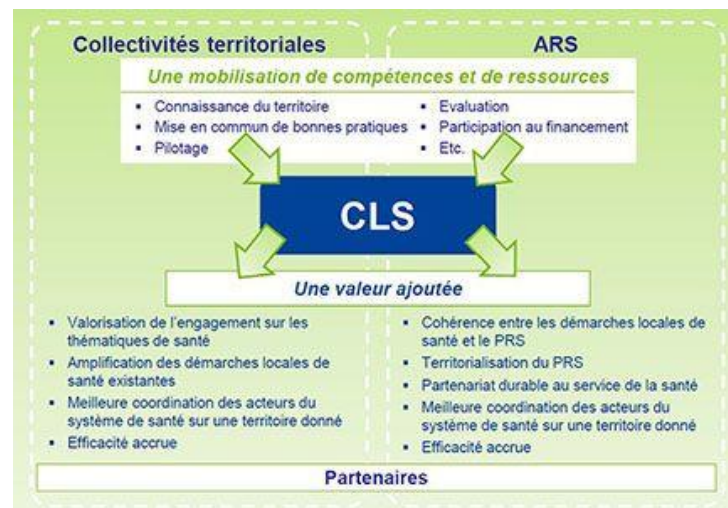 Collectivités territoriales
ARS
Une mobilisation de compétences et de ressources
▪ Connaissance du territoire
▪ Mise en commun de bonnes pratiques
▪ Pilotage
▪ Evaluation
▪ Participation au financement
▪ Etc.
CLS
Une valeur ajoutée
▪ Valorisation de l'engagement sur les
thématiques de santé
▪ Amplification des démarches locales de
santé existantes
▪ Meilleure coordination des acteurs du
système de santé sur une territoire donné
▪ Efficacité accrue
▪ Cohérence entre les démarches locales de
santé et le PRS
▪ Territorialisation du PRS
▪ Partenariat durable au service de la santé
▪ Meilleure coordination des acteurs du
système de santé sur une territoire donné
▪ Efficacité accrue
Partenaires